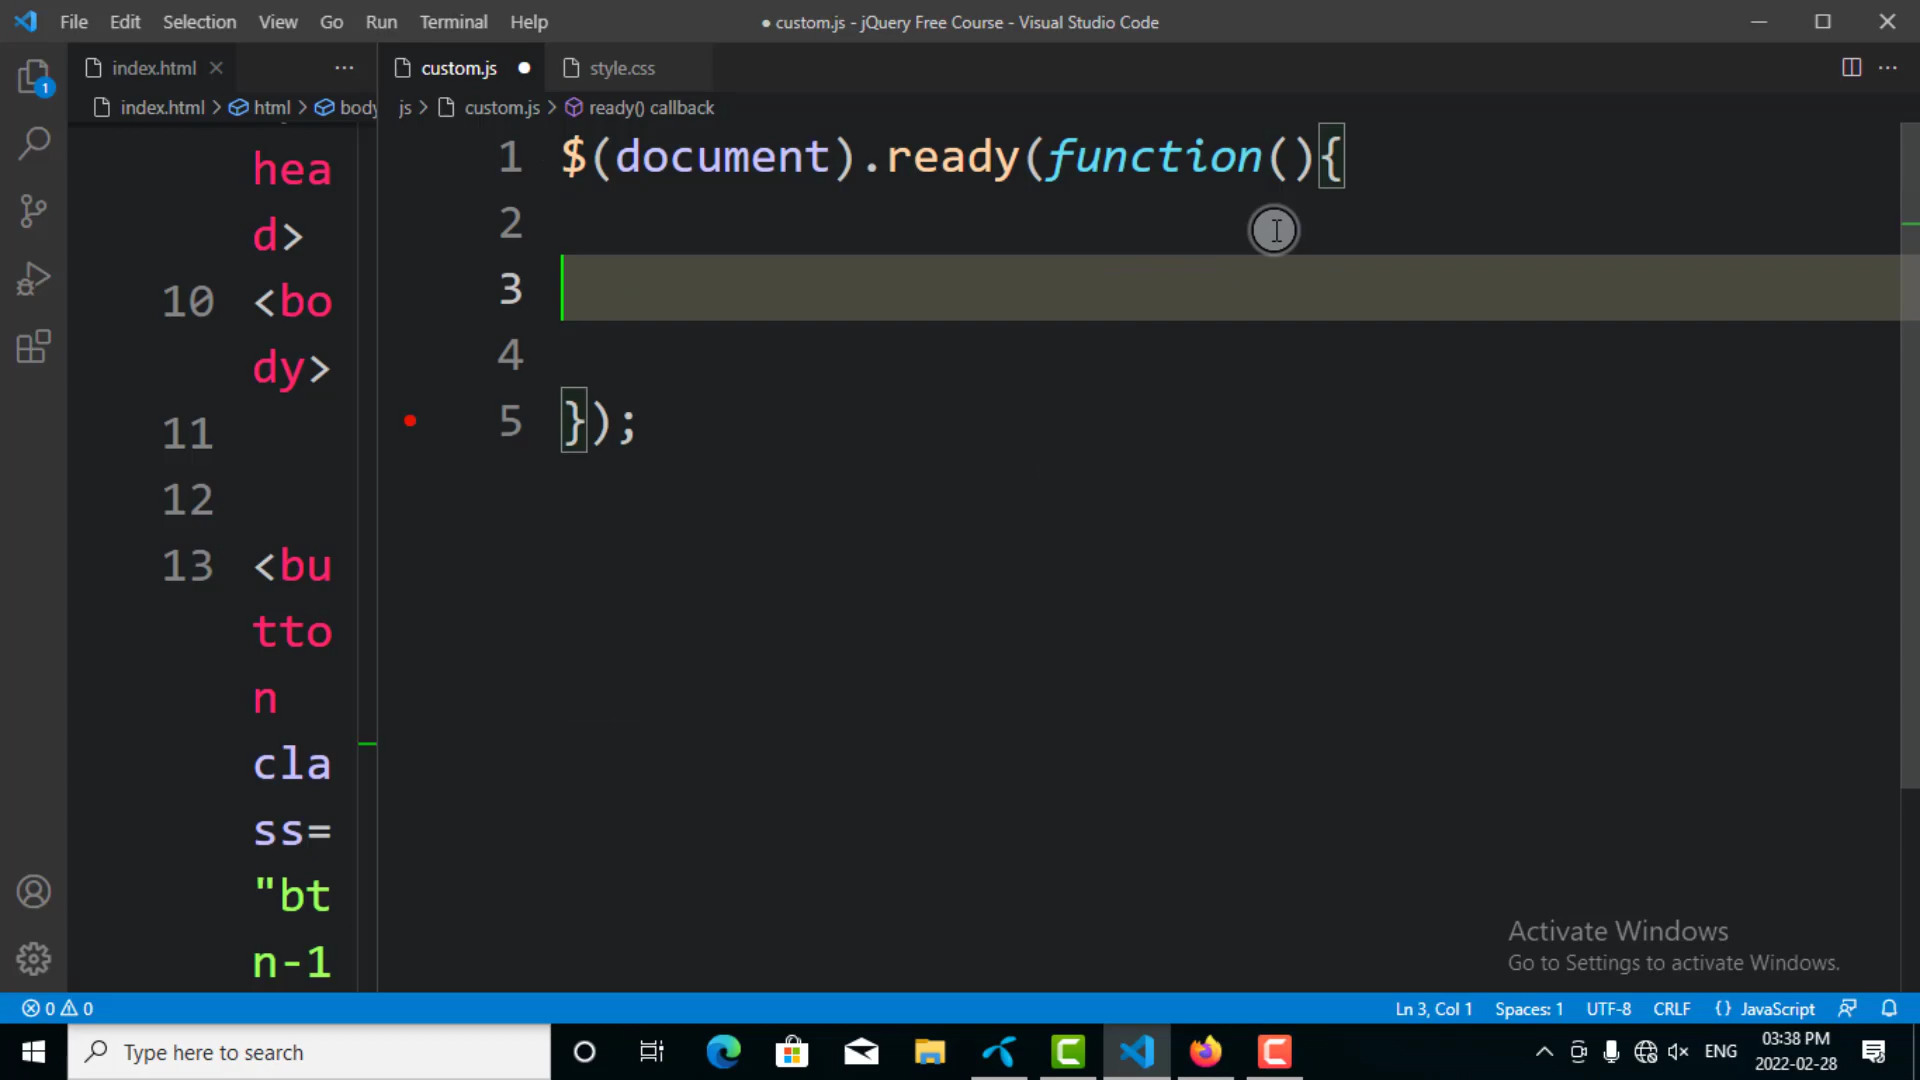 File Edit Selection View Go Run Terminal Help
● custom.js - jQuery Free Course - Visual Studio Code
index.html
custom.js
style.css
index.html > html > body
js > custom.js > ready() callback
1 $(document).ready(function(){
2
3
4
5 });
hea
d>
10 <bo
dy>
11
12
13 <bu
tto
n
cla
ss=
"bt
n-1
1
Activate Windows
Go to Settings to activate Windows.
0 0
Ln 3, Col 1 Spaces: 1 UTF-8 CRLF {} JavaScript
Type here to search
ENG
03:38 PM
2022-02-28